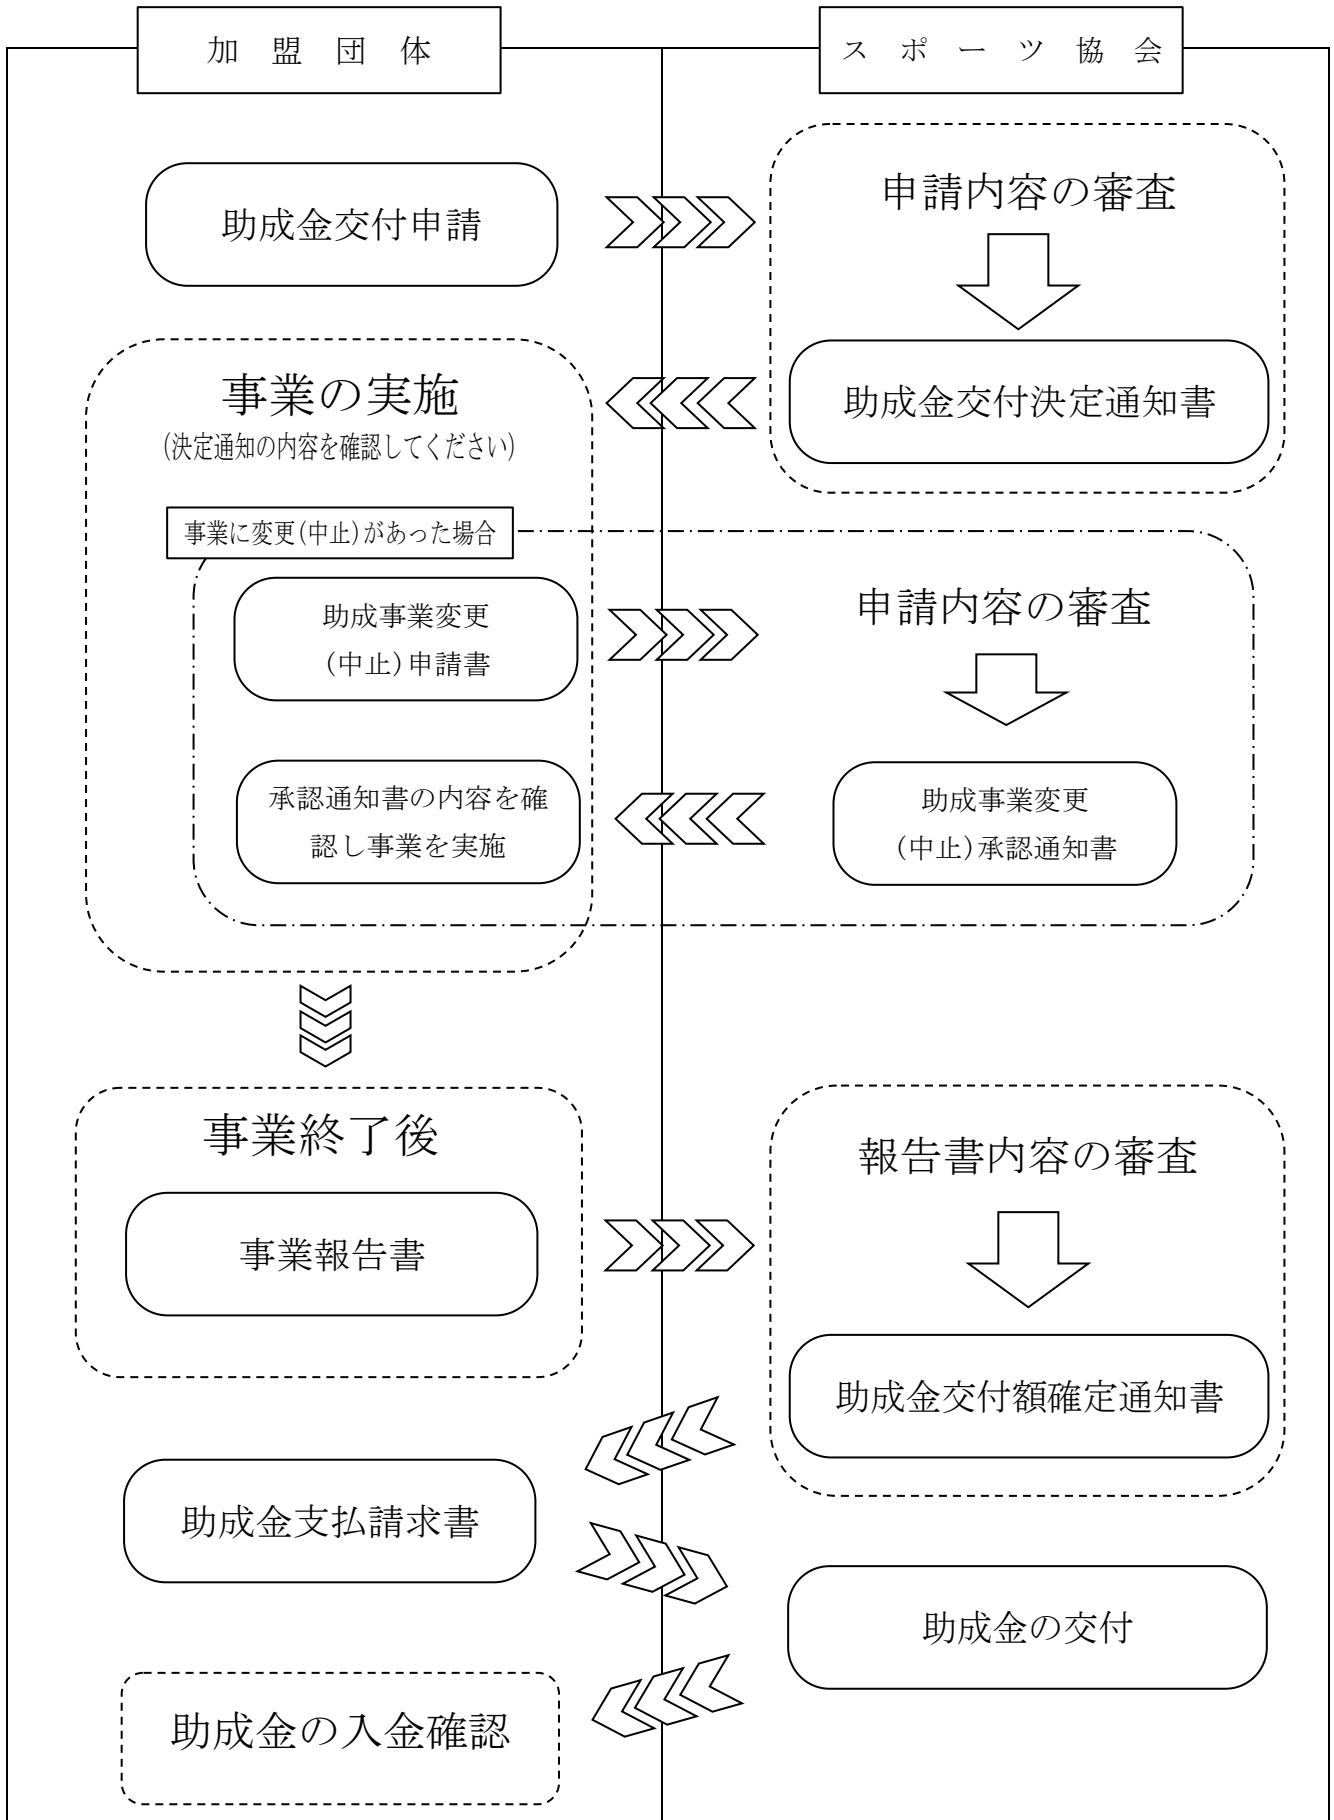 加盟団体
スポーツ協会
助成金交付申請
申請内容の審査
助成金交付決定通知書
事業の実施
(決定通知の内容を確認してください)
事業に変更(中止)があった場合
助成事業変更
(中止)申請書
申請内容の審査
助成事業変更
(中止)承認通知書
承認通知書の内容を確
認し事業を実施
事業終了後
事業報告書
報告書内容の審査
助成金交付額確定通知書
助成金支払請求書
助成金の交付
助成金の入金確認